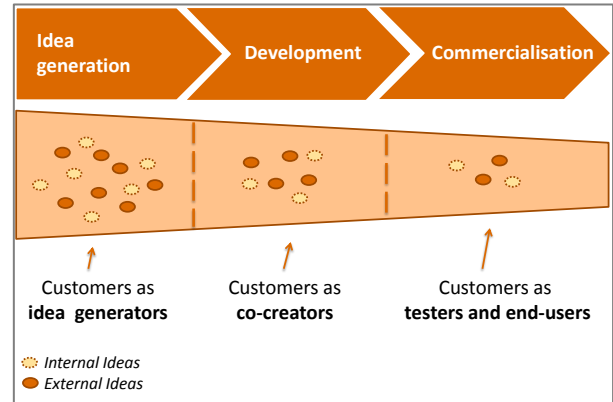 Idea
generation
Development
Commercialisation
Customers as
idea generators
Customers as
co-creators
Customers as
testers and end-users
Internal Ideas
External Ideas